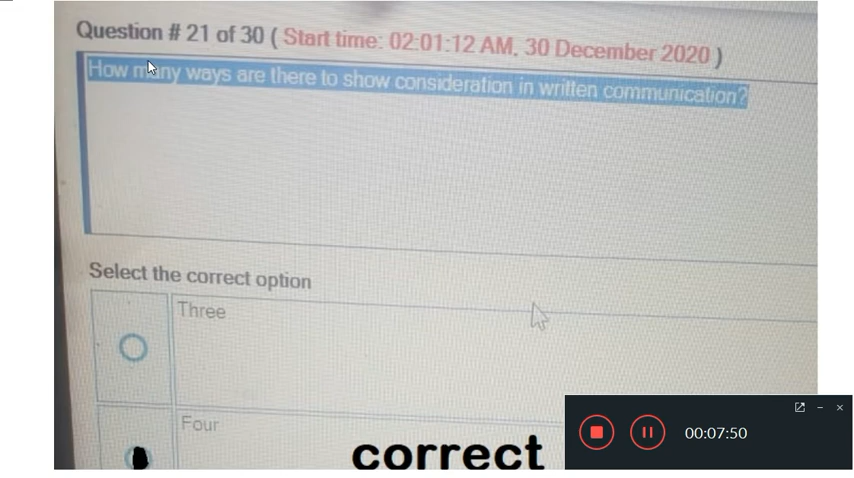 Question # 21 of 30 ( Start time: 02:01:12 AM, 30 December 2020 )
How many ways are there to show consideration in written communication?
Select the correct option
Three
Four
correct
00:07:50